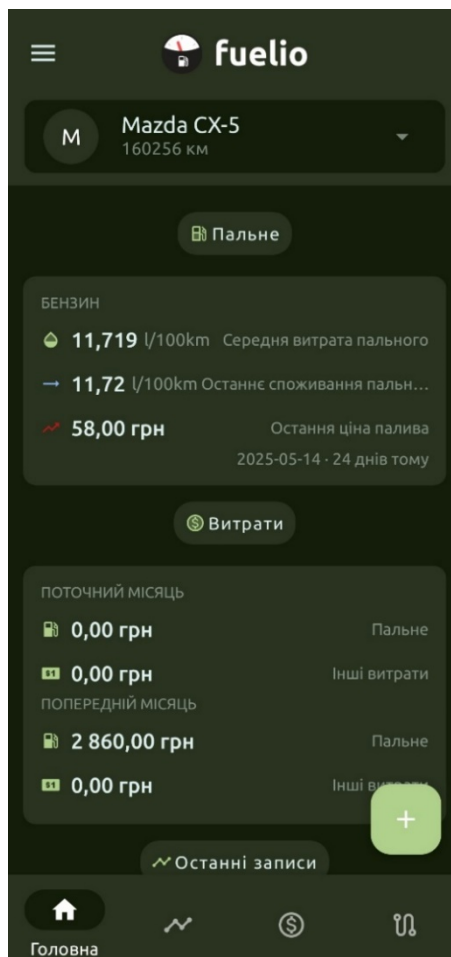 fuelio
M
Mazda CX-5
160256 км
Пальне
БЕНЗИН
11,719 l/100km Середня витрата пального
11,72 l/100km Останнє споживання пальн...
58,00 грн Остання ціна палива
2025-05-14 · 24 днів тому
Витрати
ПОТОЧНИЙ МІСЯЦЬ
0,00 грн Пальне
0,00 грн Інші витрати
ПОПЕРЕДНІЙ МІСЯЦЬ
2 860,00 грн Пальне
0,00 грн Інші витрати
+
Останні записи
Головна